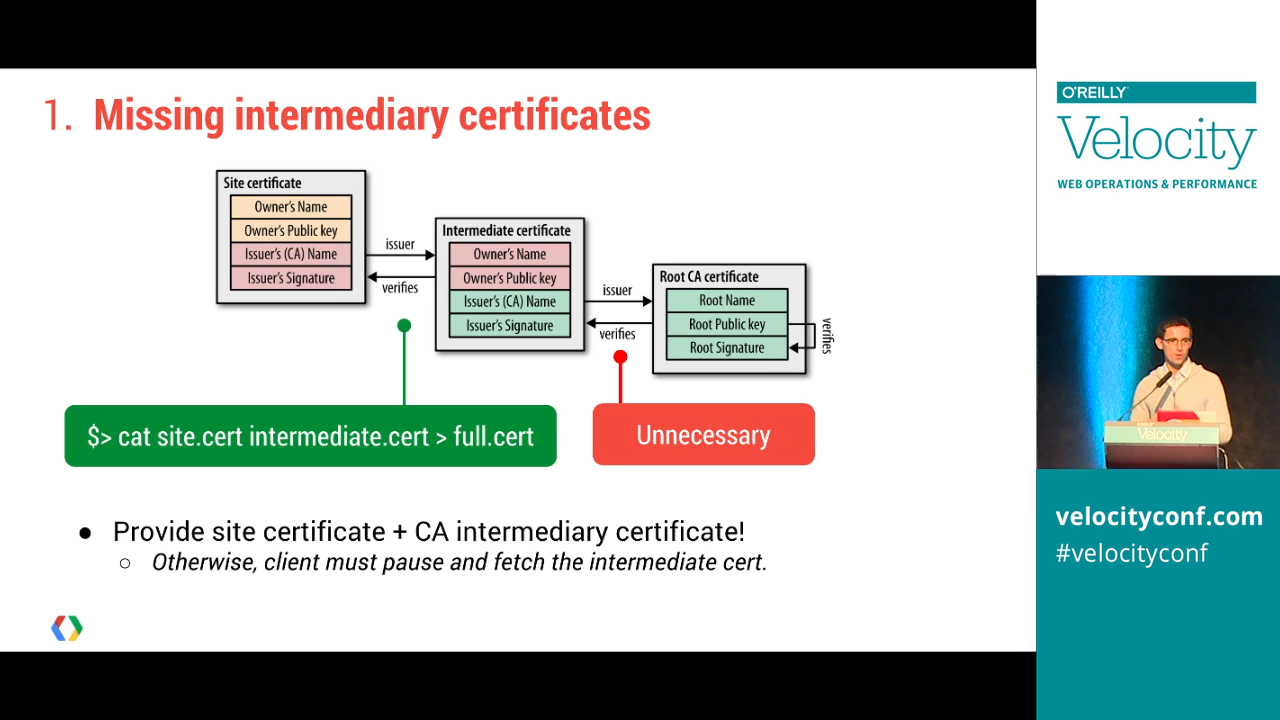 1. Missing intermediary certificates
Site certificate
Owner's Name
Owner's Public key
Issuer's (CA) Name
Issuer's Signature
issuer
verifies
Intermediate certificate
Owner's Name
Owner's Public key
Issuer's (CA) Name
Issuer's Signature
issuer
verifies
Root CA certificate
Root Name
Root Public key
Root Signature
verifies
$> cat site.cert intermediate.cert > full.cert
Unnecessary
● Provide site certificate + CA intermediary certificate!
○ Otherwise, client must pause and fetch the intermediate cert.
O'REILLY
Velocity
WEB OPERATIONS & PERFORMANCE
Velocity
velocityconf.com
#velocityconf